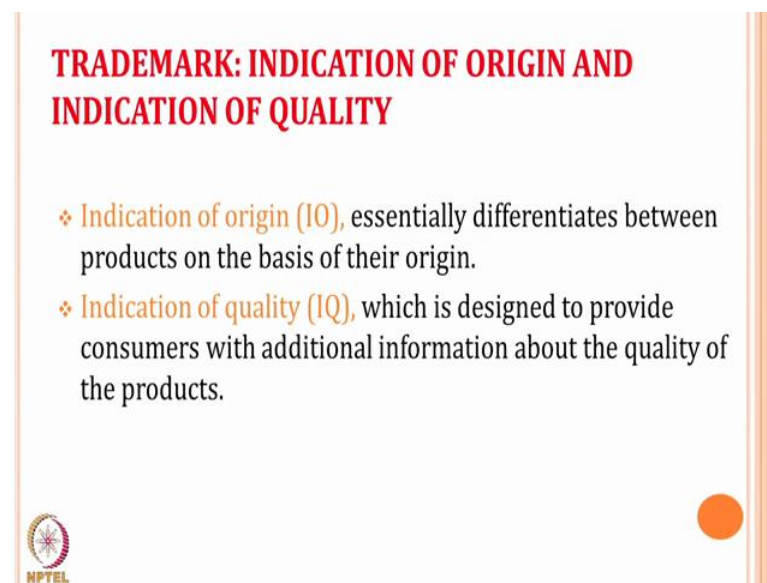 TRADEMARK: INDICATION OF ORIGIN AND
INDICATION OF QUALITY
❖ Indication of origin (IO), essentially differentiates between
products on the basis of their origin.
❖ Indication of quality (IQ), which is designed to provide
consumers with additional information about the quality of
the products.
NPTEL